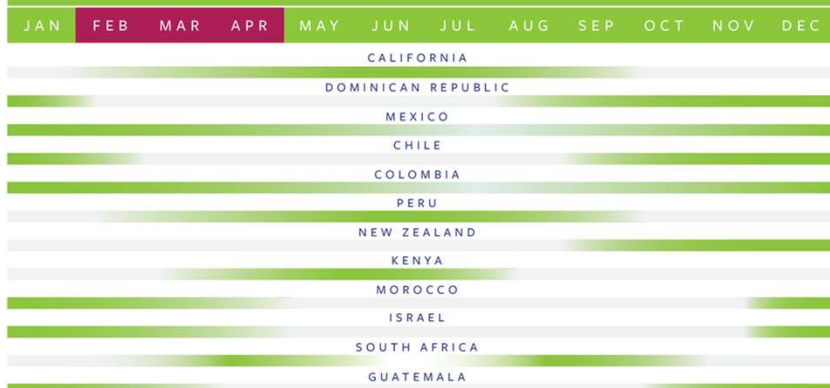 JAN FEB MAR APR MAY JUN JUL AUG SEP OCT NOV DEC
CALIFORNIA
DOMINICAN REPUBLIC
MEXICO
CHILE
COLOMBIA
PERU
NEW ZEALAND
KENYA
MOROCCO
ISRAEL
SOUTH AFRICA
GUATEMALA